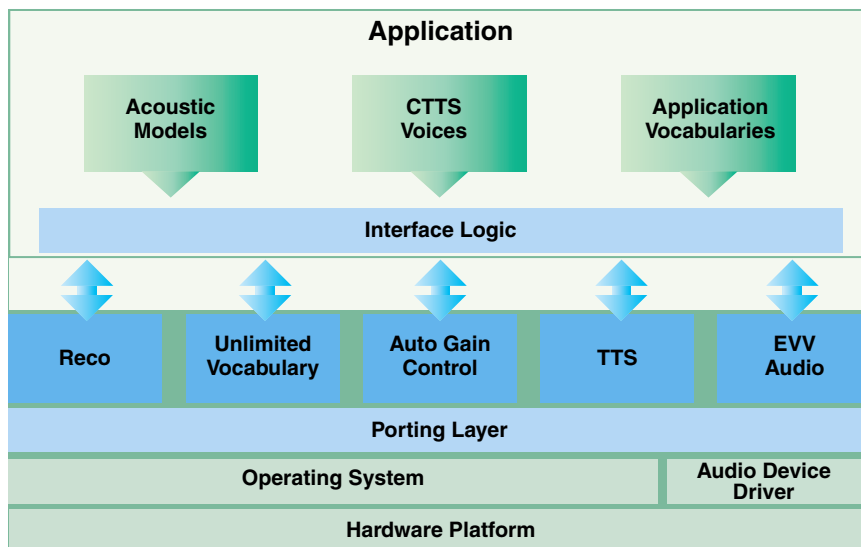 Application
Acoustic
Models
CTTS
Voices
Application
Vocabularies
Interface Logic
Reco
Unlimited
Vocabulary
Auto Gain
Control
TTS
EVV
Audio
Porting Layer
Operating System
Audio Device
Driver
Hardware Platform